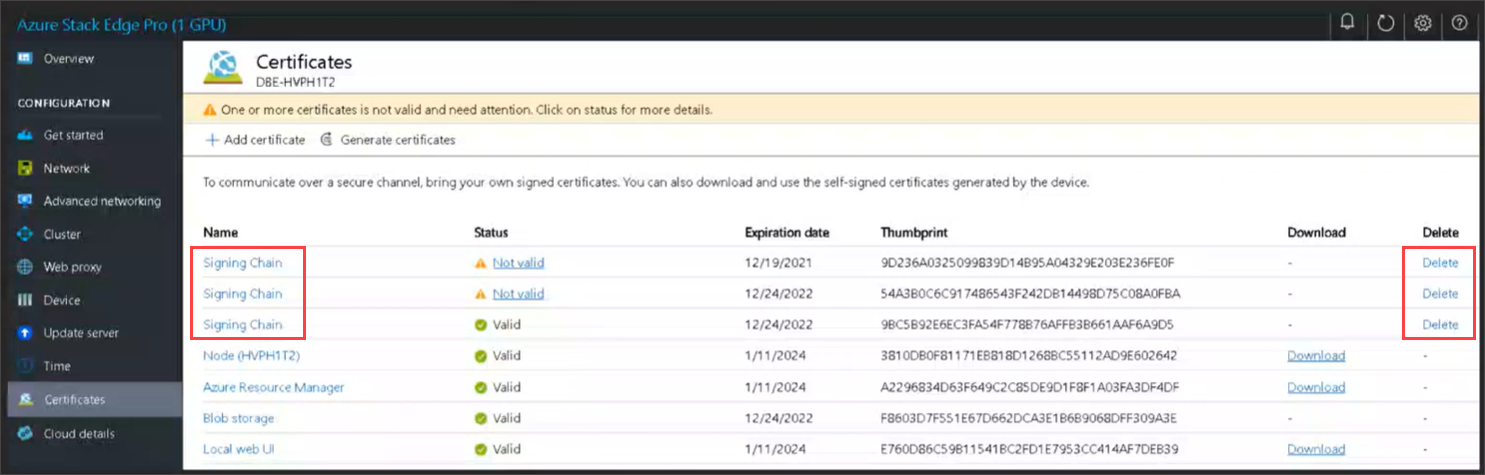 Azure Stack Edge Pro (1 GPU)
Overview
CONFIGURATION
Get started
Network
Advanced networking
Cluster
Web proxy
Device
Update server
Time
Certificates
Cloud details
Certificates
DBE-HVPH1T2
One or more certificates is not valid and need attention. Click on status for more details.
+ Add certificate Generate certificates
To communicate over a secure channel, bring your own signed certificates. You can also download and use the self-signed certificates generated by the device.
Name Status Expiration date Thumbprint Download Delete
Signing Chain Not valid 12/19/2021 9D236A0325099B39D14B95A04329E203E236FE0F - Delete
Signing Chain Not valid 12/24/2022 54A3B0C6C917486543F242DB14498D75C08A0FBA - Delete
Signing Chain Valid 12/24/2022 9BC5B92E6EC3FA54F778B76AFFB3B661AAF6A9D5 - Delete
Node (HVPH1T2) Valid 1/11/2024 3810DB0F81171EB818D1268BC55112AD9E602642 Download -
Azure Resource Manager Valid 1/11/2024 A2296834D63F649C2C85DE9D1F8F1A03FA3DF4DF Download -
Blob storage Valid 12/24/2022 F8603D7F551E67D662DCA3E1B6B9068DFF309A3E - -
Local web UI Valid 1/11/2024 E760D86C59B11541BC2FD1E7953CC414AF7DEB39 Download -